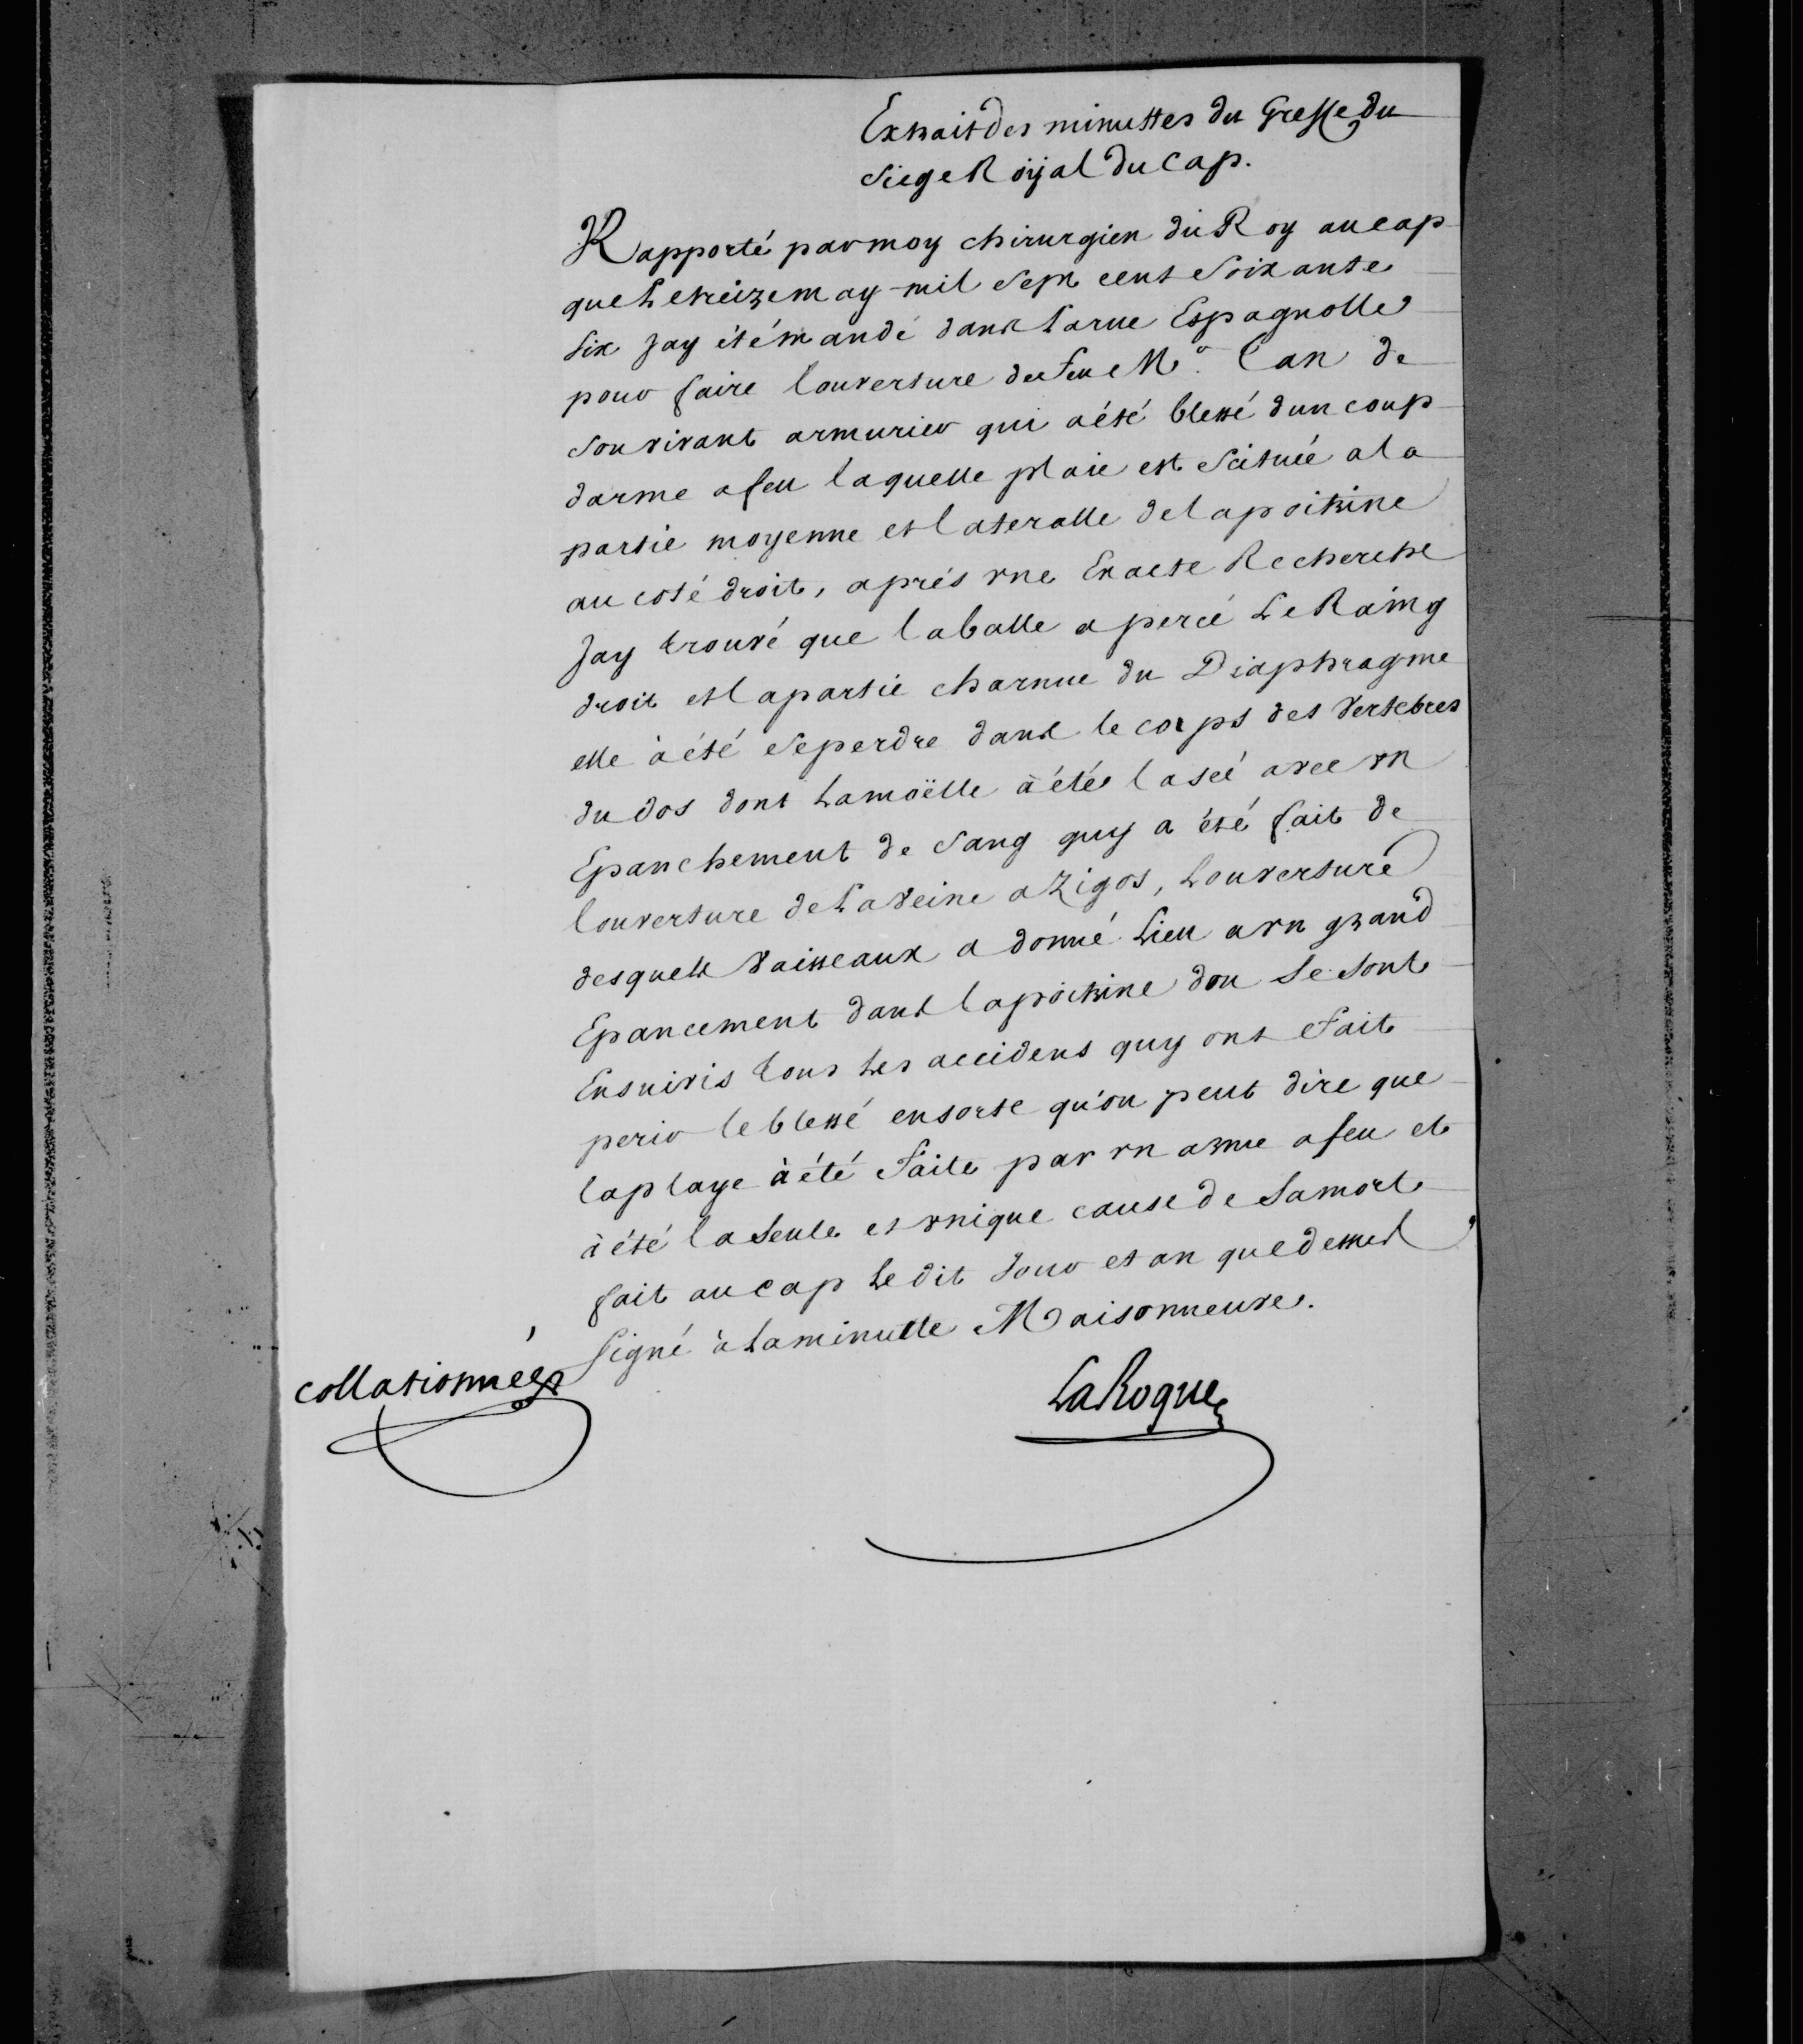 Extrait des minuttes du Greffe du
Siege Roÿal du Cap.
Rapporté par moy chirurgien du Roy au cap
que Le treize may mil Sept cent Soixante
Six Jay été mandé dans La rue Espagnolle
pour faire louverture de feu Mr. Can de
Son vivant armurier qui a été blessé dun coup
darme a feu laquelle plaie est Scituée a la
partie moyenne et lateralle de la poitrine
au coté droit, aprés une Exacte Recherche
Jay trouvé que la balle a percé Le Raing
droit et la partie charnue du Diaphragme
elle à été Se perdre dans le corps des Vertebres
du dos dont La moëlle à été lasée avec un
Epanchement de Sang quy a été fait de
louverture de La Veine aZigos, Louverture
desquels Vaisseaux a donné Lieu a un grand
Epancement dans la poitrine dou Se Sont
Ensuivis tous Les accidens quy ont Fait
perir le blessé en sorte qu'on peut dire que
la playe à été Faite par un arme a feu et
à été la Seule et unique cause de Sa mort
fait au cap Le dit Jour et an que dessus
Signé à La minutte Maisonneuve.
collationnée
LaRoque